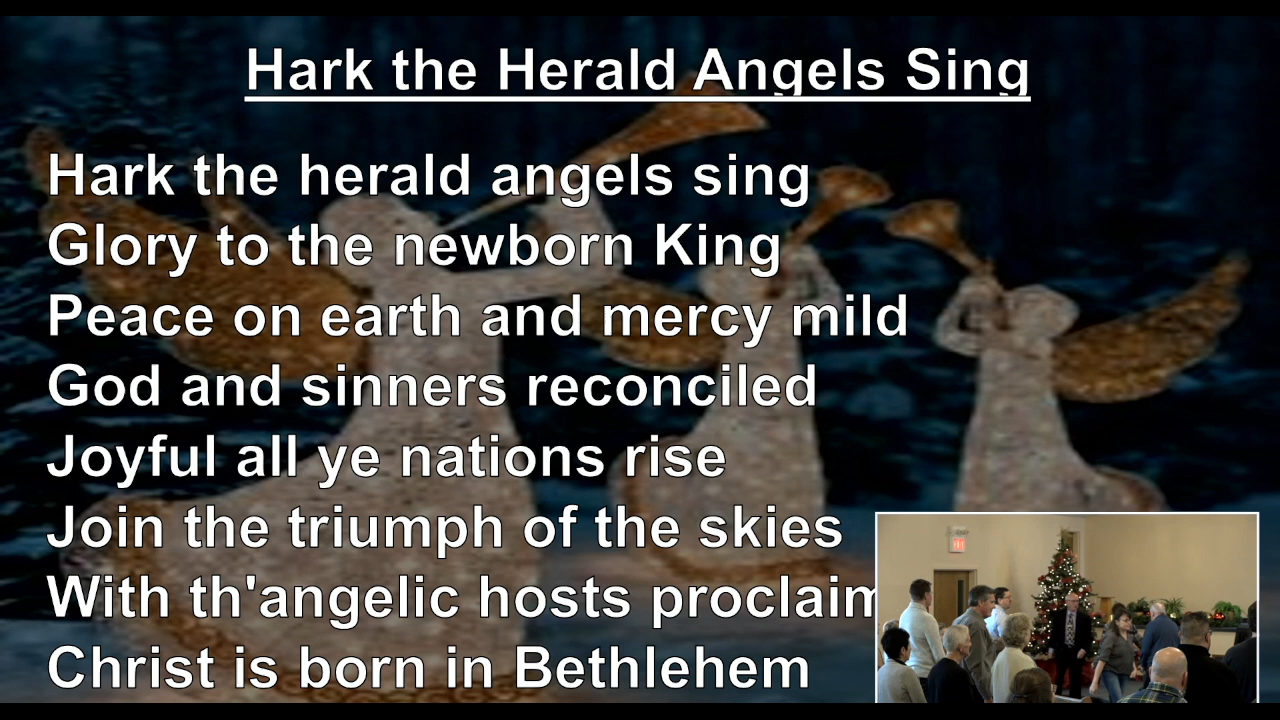 Hark the Herald Angels Sing
Hark the herald angels sing
Glory to the newborn King
Peace on earth and mercy mild
God and sinners reconciled
Joyful all ye nations rise
Join the triumph of the skies
With th'angelic hosts proclaim
Christ is born in Bethlehem